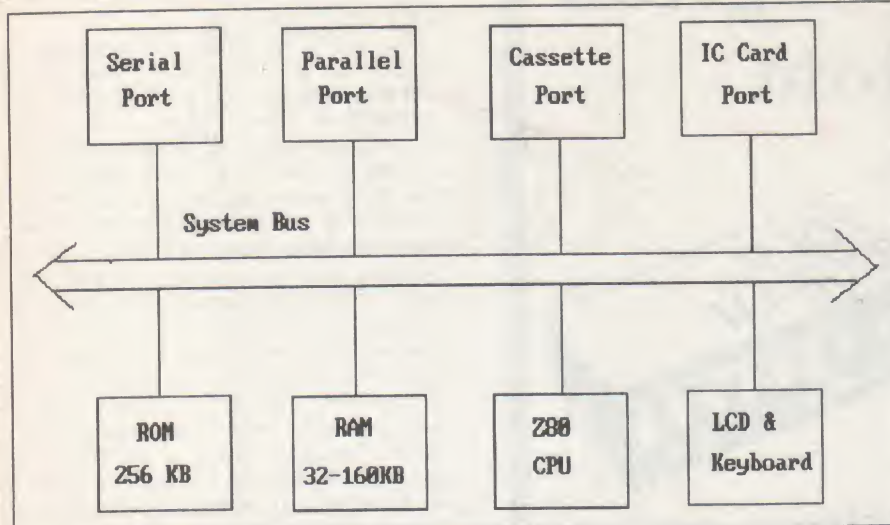 Serial
Port
Parallel
Port
Cassette
Port
IC Card
Port
System Bus
ROM
256 KB
RAM
32-160KB
Z80
CPU
LCD &
Keyboard